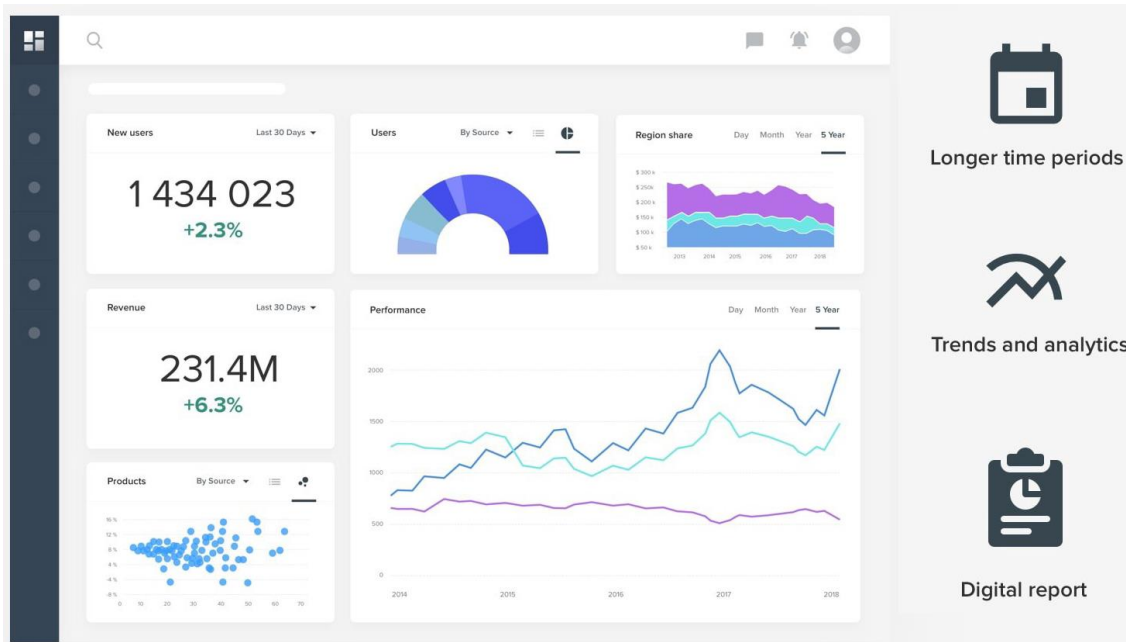 New users Last 30 Days
1 434 023
+2.3%
Users By Source
Region share Day Month Year 5 Year
$ 300 k
$ 250k
$ 200 k
$ 150 k
$ 100 k
$ 50 k
2013 2014 2015 2016 2017 2018
Revenue Last 30 Days
231.4M
+6.3%
Performance Day Month Year 5 Year
2000
1500
1000
500
0
2014 2015 2016 2017 2018
Products By Source
16 %
12 %
8 %
4 %
-4 %
-8 %
0 10 20 30 40 50 60 70
Longer time periods
Trends and analytics
Digital report